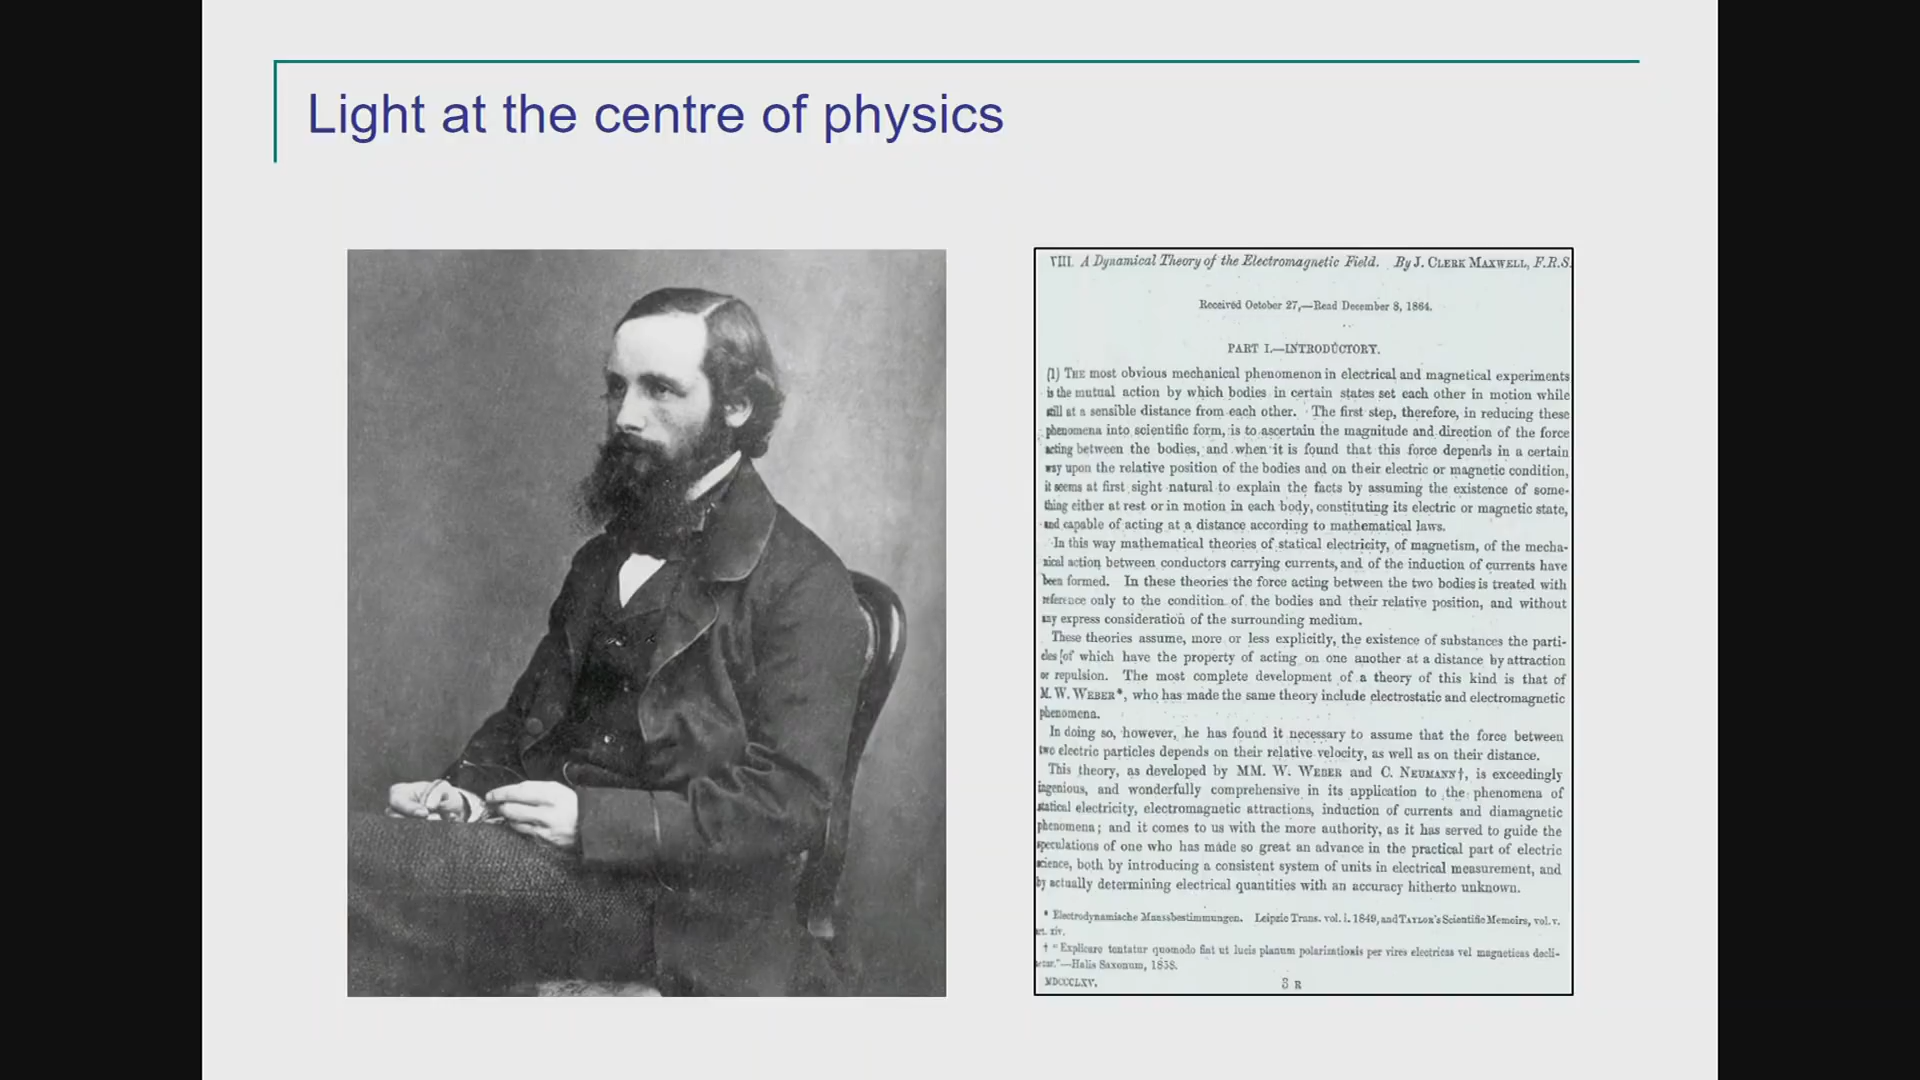 Light at the centre of physics
VIII. A Dynamical Theory of the Electromagnetic Field. By J. CLERK MAXWELL, F.R.S.
Received October 27,—Read December 8, 1864.
PART I.—INTRODUCTORY.
(1) THE most obvious mechanical phenomenon in electrical and magnetical experiments
is the mutual action by which bodies in certain states set each other in motion while
still at a sensible distance from each other. The first step, therefore, in reducing these
phenomena into scientific form, is to ascertain the magnitude and direction of the force
acting between the bodies, and when it is found that this force depends in a certain
way upon the relative position of the bodies and on their electric or magnetic condition,
it seems at first sight natural to explain the facts by assuming the existence of some-
thing either at rest or in motion in each body, constituting its electric or magnetic state,
and capable of acting at a distance according to mathematical laws.
In this way mathematical theories of statical electricity, of magnetism, of the mecha-
nical action between conductors carrying currents, and of the induction of currents have
been formed. In these theories the force acting between the two bodies is treated with
reference only to the condition of the bodies and their relative position, and without
any express consideration of the surrounding medium.
These theories assume, more or less explicitly, the existence of substances the parti-
cles of which have the property of acting on one another at a distance by attraction
or repulsion. The most complete development of a theory of this kind is that of
M. W. WEBER*, who has made the same theory include electrostatic and electromagnetic
phenomena.
In doing so, however, he has found it necessary to assume that the force between
two electric particles depends on their relative velocity, as well as on their distance.
This theory, as developed by MM. W. WEBER and C. NEUMANN†, is exceedingly
ingenious, and wonderfully comprehensive in its application to the phenomena of
statical electricity, electromagnetic attractions, induction of currents and diamagnetic
phenomena; and it comes to us with the more authority, as it has served to guide the
speculations of one who has made so great an advance in the practical part of electric
science, both by introducing a consistent system of units in electrical measurement, and
by actually determining electrical quantities with an accuracy hitherto unknown.
* Electrodynamische Maassbestimmungen. Leipzic Trans. vol. i. 1849, and TAYLOR'S Scientific Memoirs, vol. v.
art. xiv.
† "Explicare tentatur quomodo fiat ut lucis planum polarizationis per vires electricas vel magneticas decli-
netur."—Halis Saxonum, 1858.
MDCCCLXV. 3 R